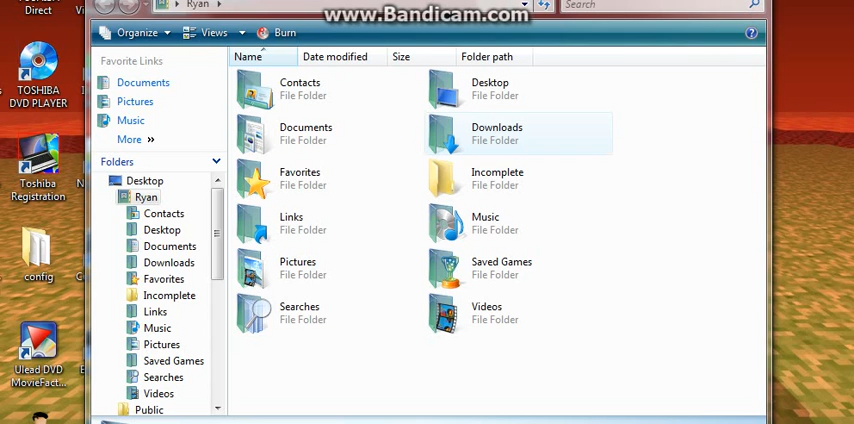 TOSHIBA
Direct
Ryan
www.Bandicam.com
Search
Organize
Views
Burn
Favorite Links
Documents
Pictures
Music
More »
Folders
Desktop
Ryan
Contacts
Desktop
Documents
Downloads
Favorites
Incomplete
Links
Music
Pictures
Saved Games
Searches
Videos
Public
Name
Date modified
Size
Folder path
Contacts
File Folder
Desktop
File Folder
Documents
File Folder
Downloads
File Folder
Favorites
File Folder
Incomplete
File Folder
Links
File Folder
Music
File Folder
Pictures
File Folder
Saved Games
File Folder
Searches
File Folder
Videos
File Folder
TOSHIBA
DVD PLAYER
Toshiba
Registration
config
Ulead DVD
MovieFact...